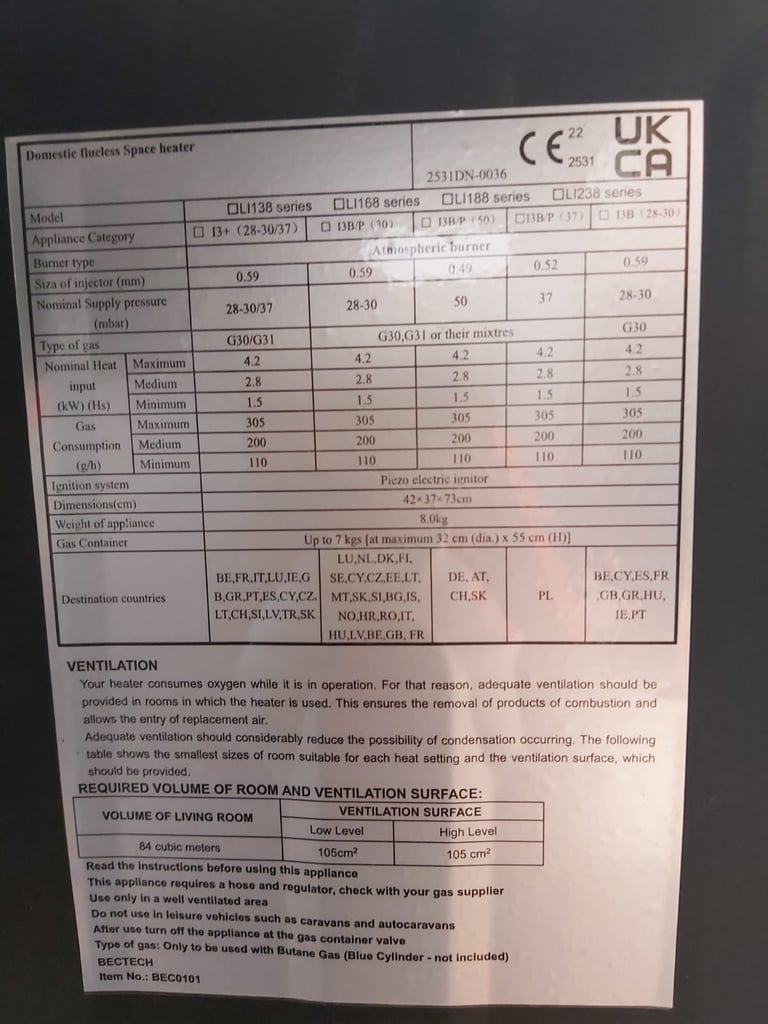 Domestic flueless Space heater
2531DN-0036
CE 22 2531
UK CA
Model ☐LI138 series ☐LI168 series ☐LI188 series ☐LI238 series
Appliance Category ☐ I3+ (28-30/37) ☐ I3B/P (30) ☐ I3B/P (50) ☐I3B/P (37) ☐ I3B (28-30)
Burner type Atmospheric burner
Siza of injector (mm) 0.59 0.59 0.49 0.52 0.59
Nominal Supply pressure (mbar) 28-30/37 28-30 50 37 28-30
Type of gas G30/G31 G30,G31 or their mixtres G30
Nominal Heat input (kW) (Hs) Maximum 4.2 4.2 4.2 4.2 4.2
Medium 2.8 2.8 2.8 2.8 2.8
Minimum 1.5 1.5 1.5 1.5 1.5
Gas Consumption (g/h) Maximum 305 305 305 305 305
Medium 200 200 200 200 200
Minimum 110 110 110 110 110
Ignition system Piezo electric ignitor
Dimensions(cm) 42×37×73cm
Weight of appliance 8.0kg
Gas Container Up to 7 kgs [at maximum 32 cm (dia.) x 55 cm (H)]
Destination countries
BE,FR,IT,LU,IE,G
B,GR,PT,ES,CY,CZ,
LT,CH,SI,LV,TR,SK
LU,NL,DK,FI,
SE,CY,CZ,EE,LT,
MT,SK,SI,BG,IS,
NO,HR,RO,IT,
HU,LV,BE,GB, FR
DE, AT,
CH,SK
PL
BE,CY,ES,FR
,GB,GR,HU,
IE,PT
VENTILATION
Your heater consumes oxygen while it is in operation. For that reason, adequate ventilation should be
provided in rooms in which the heater is used. This ensures the removal of products of combustion and
allows the entry of replacement air.
Adequate ventilation should considerably reduce the possibility of condensation occurring. The following
table shows the smallest sizes of room suitable for each heat setting and the ventilation surface, which
should be provided.
REQUIRED VOLUME OF ROOM AND VENTILATION SURFACE:
VOLUME OF LIVING ROOM VENTILATION SURFACE
Low Level High Level
84 cubic meters 105cm² 105 cm²
Read the instructions before using this appliance
This appliance requires a hose and regulator, check with your gas supplier
Use only in a well ventilated area
Do not use in leisure vehicles such as caravans and autocaravans
After use turn off the appliance at the gas container valve
Type of gas: Only to be used with Butane Gas (Blue Cylinder - not included)
BECTECH
Item No.: BEC0101